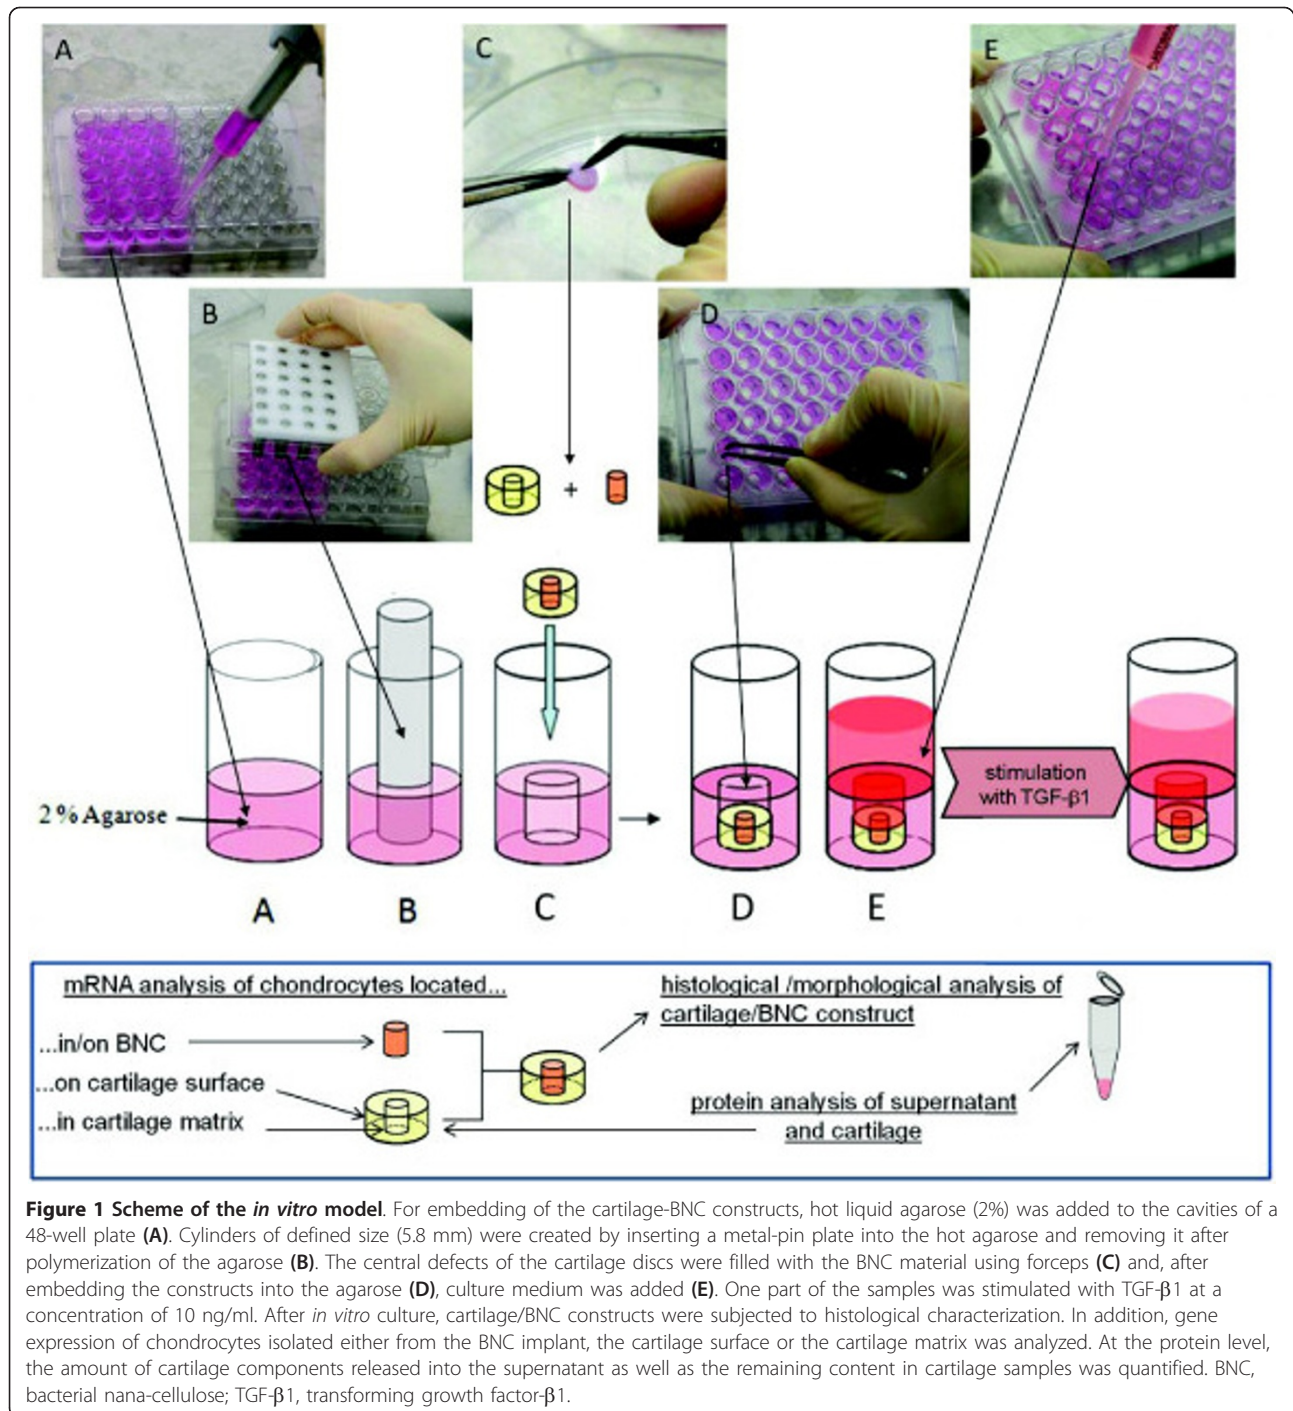 A
C
E
B
D
+
2 % Agarose
stimulation
with TGF-β1
A
B
C
D
E
mRNA analysis of chondrocytes located...
...in/on BNC
...on cartilage surface
...in cartilage matrix
histological /morphological analysis of
cartilage/BNC construct
protein analysis of supernatant
and cartilage
Figure 1 Scheme of the in vitro model. For embedding of the cartilage-BNC constructs, hot liquid agarose (2%) was added to the cavities of a
48-well plate (A). Cylinders of defined size (5.8 mm) were created by inserting a metal-pin plate into the hot agarose and removing it after
polymerization of the agarose (B). The central defects of the cartilage discs were filled with the BNC material using forceps (C) and, after
embedding the constructs into the agarose (D), culture medium was added (E). One part of the samples was stimulated with TGF-β1 at a
concentration of 10 ng/ml. After in vitro culture, cartilage/BNC constructs were subjected to histological characterization. In addition, gene
expression of chondrocytes isolated either from the BNC implant, the cartilage surface or the cartilage matrix was analyzed. At the protein level,
the amount of cartilage components released into the supernatant as well as the remaining content in cartilage samples was quantified. BNC,
bacterial nana-cellulose; TGF-β1, transforming growth factor-β1.